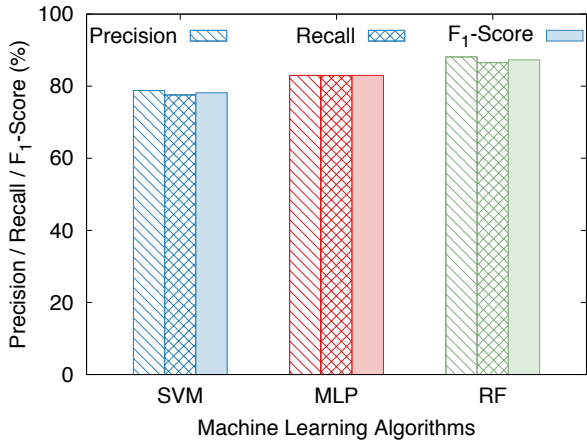 Precision / Recall / F₁-Score (%)
100
80
60
40
20
0
Precision
Recall
F₁-Score
SVM
MLP
RF
Machine Learning Algorithms